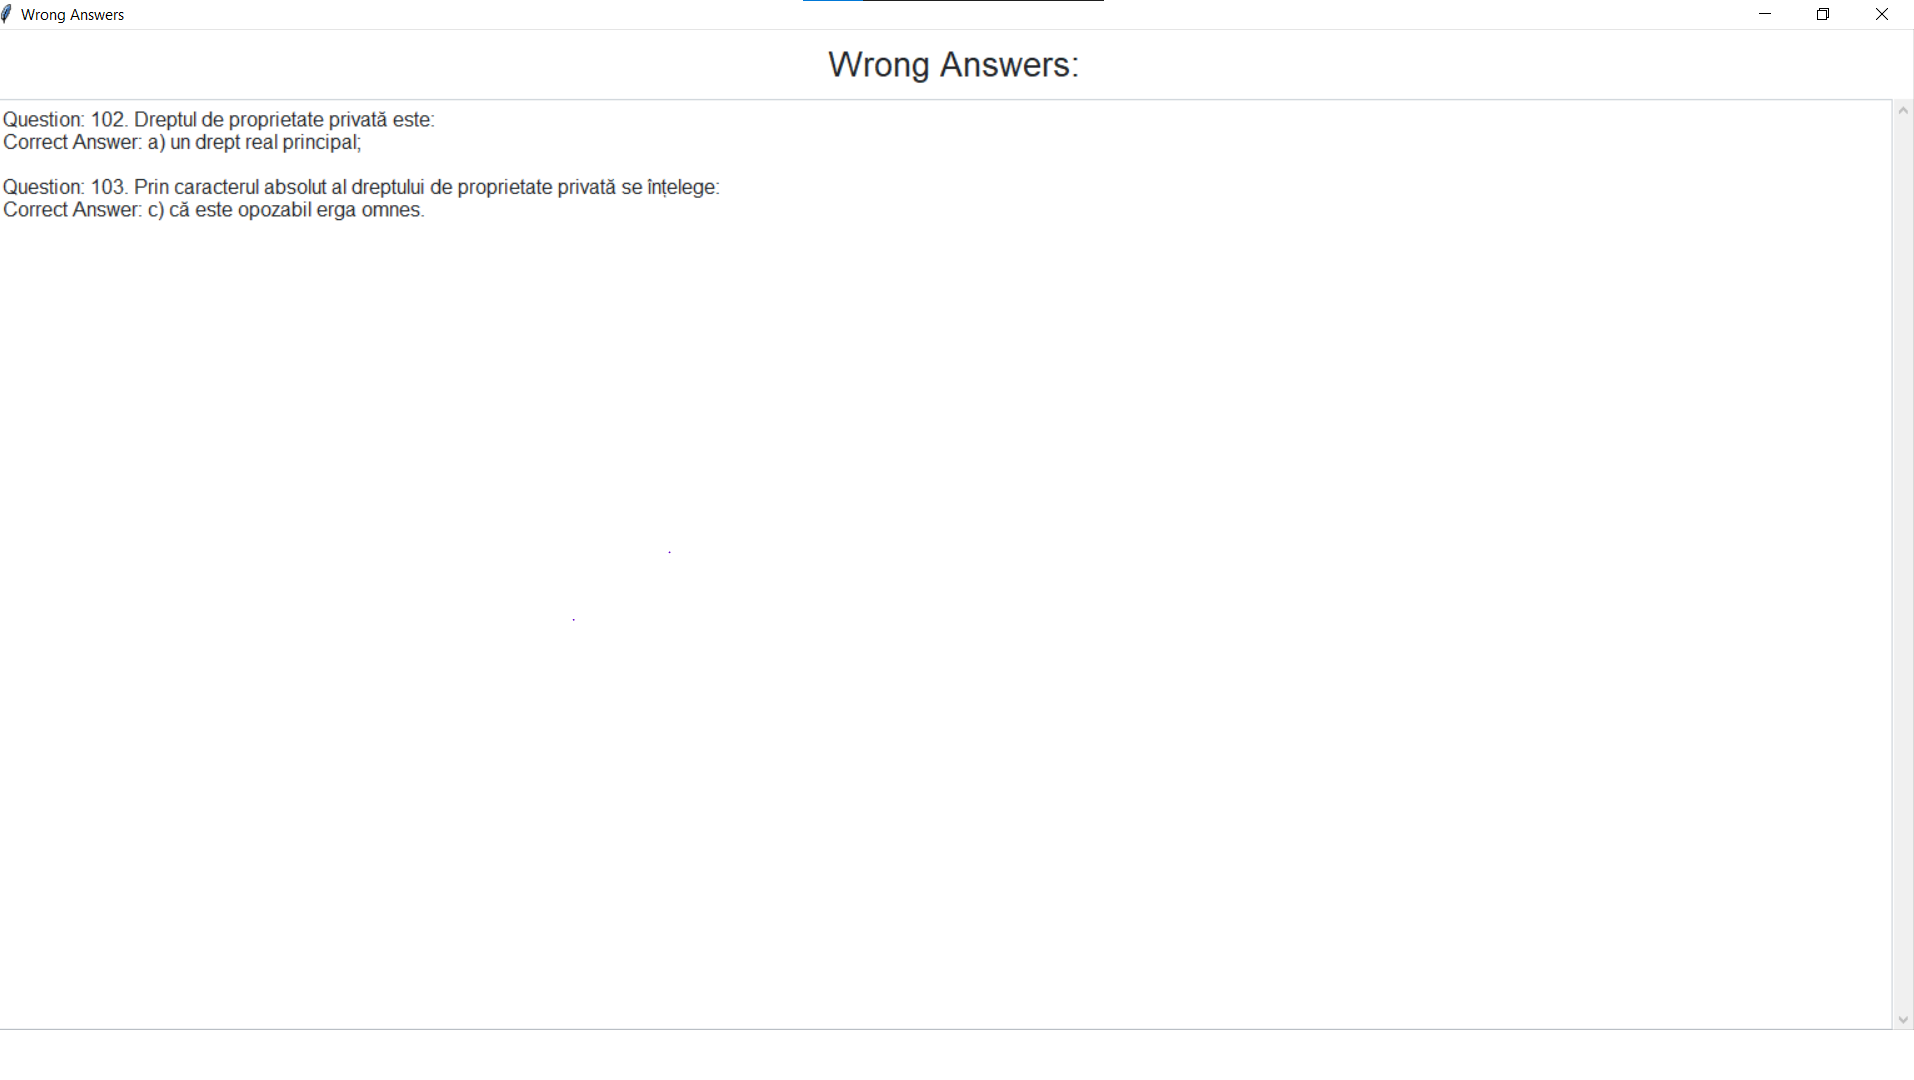 Wrong Answers
Wrong Answers:
Question: 102. Dreptul de proprietate privată este:
Correct Answer: a) un drept real principal;
Question: 103. Prin caracterul absolut al dreptului de proprietate privată se înțelege:
Correct Answer: c) că este opozabil erga omnes.